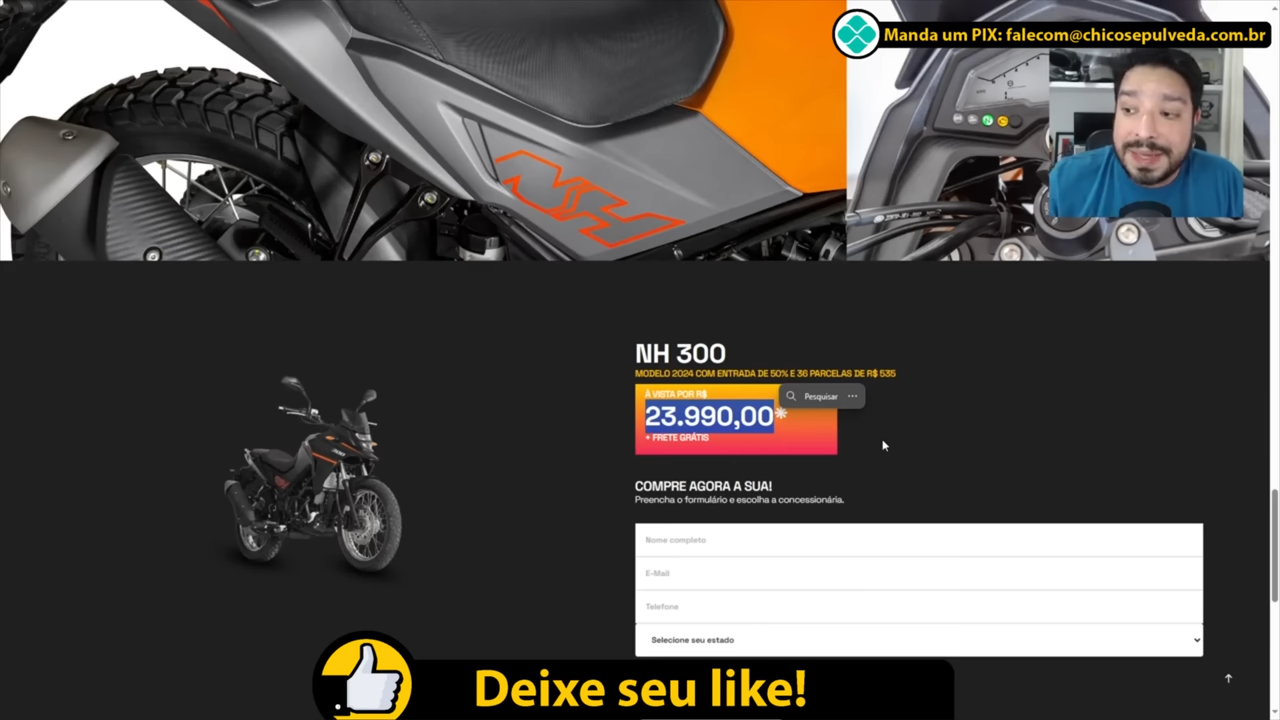 Manda um PIX: falecom@chicosepulveda.com.br
NH
NH 300
MODELO 2024 COM ENTRADA DE 50% E 36 PARCELAS DE R$ 535
À VISTA POR R$
23.990,00*
+ FRETE GRÁTIS
Pesquisar ...
COMPRE AGORA A SUA!
Preencha o formulário e escolha a concessionária.
Nome completo
E-Mail
Telefone
Selecione seu estado
Deixe seu like!